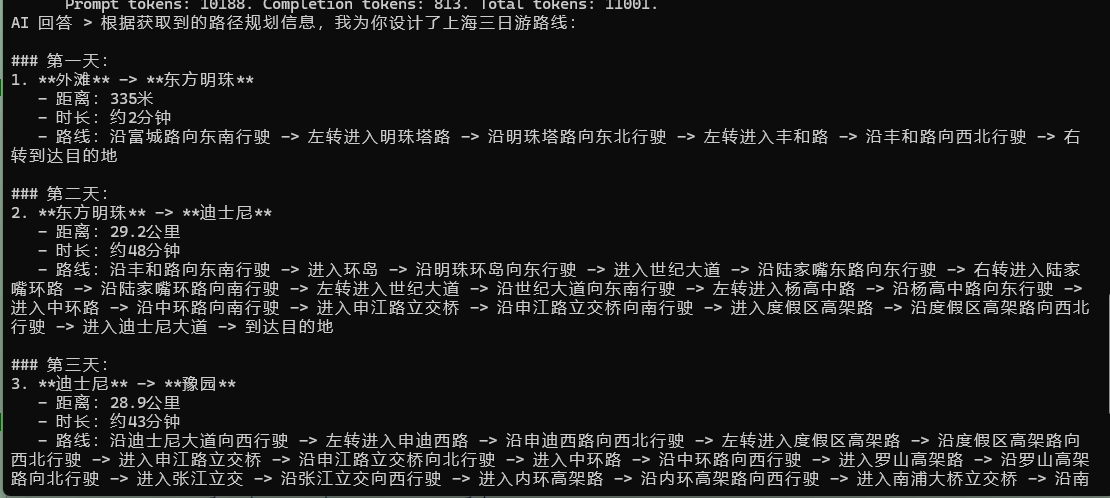 Prompt tokens: 10188. Completion tokens: 813. Total tokens: 11001.
AI 回答 > 根据获取到的路径规划信息，我为你设计了上海三日游路线：
### 第一天：
1. **外滩** -> **东方明珠**
- 距离：335米
- 时长：约2分钟
- 路线：沿富城路向东南行驶 -> 左转进入明珠塔路 -> 沿明珠塔路向东北行驶 -> 左转进入丰和路 -> 沿丰和路向西北行驶 -> 右
转到达目的地
### 第二天：
2. **东方明珠** -> **迪士尼**
- 距离：29.2公里
- 时长：约48分钟
- 路线：沿丰和路向东南行驶 -> 进入环岛 -> 沿明珠环岛向东行驶 -> 进入世纪大道 -> 沿陆家嘴东路向东行驶 -> 右转进入陆家
嘴环路 -> 沿陆家嘴环路向南行驶 -> 左转进入世纪大道 -> 沿世纪大道向东南行驶 -> 左转进入杨高中路 -> 沿杨高中路向东行驶 ->
进入中环路 -> 沿中环路向南行驶 -> 进入申江路立交桥 -> 沿申江路立交桥向南行驶 -> 进入度假区高架路 -> 沿度假区高架路向西北
行驶 -> 进入迪士尼大道 -> 到达目的地
### 第三天：
3. **迪士尼** -> **豫园**
- 距离：28.9公里
- 时长：约43分钟
- 路线：沿迪士尼大道向西行驶 -> 左转进入申迪西路 -> 沿申迪西路向西北行驶 -> 左转进入度假区高架路 -> 沿度假区高架路向
西北行驶 -> 进入申江路立交桥 -> 沿申江路立交桥向北行驶 -> 进入中环路 -> 沿中环路向西行驶 -> 进入罗山高架路 -> 沿罗山高架
路向北行驶 -> 进入张江立交 -> 沿张江立交向西行驶 -> 进入内环高架路 -> 沿内环高架路向西行驶 -> 进入南浦大桥立交桥 -> 沿南